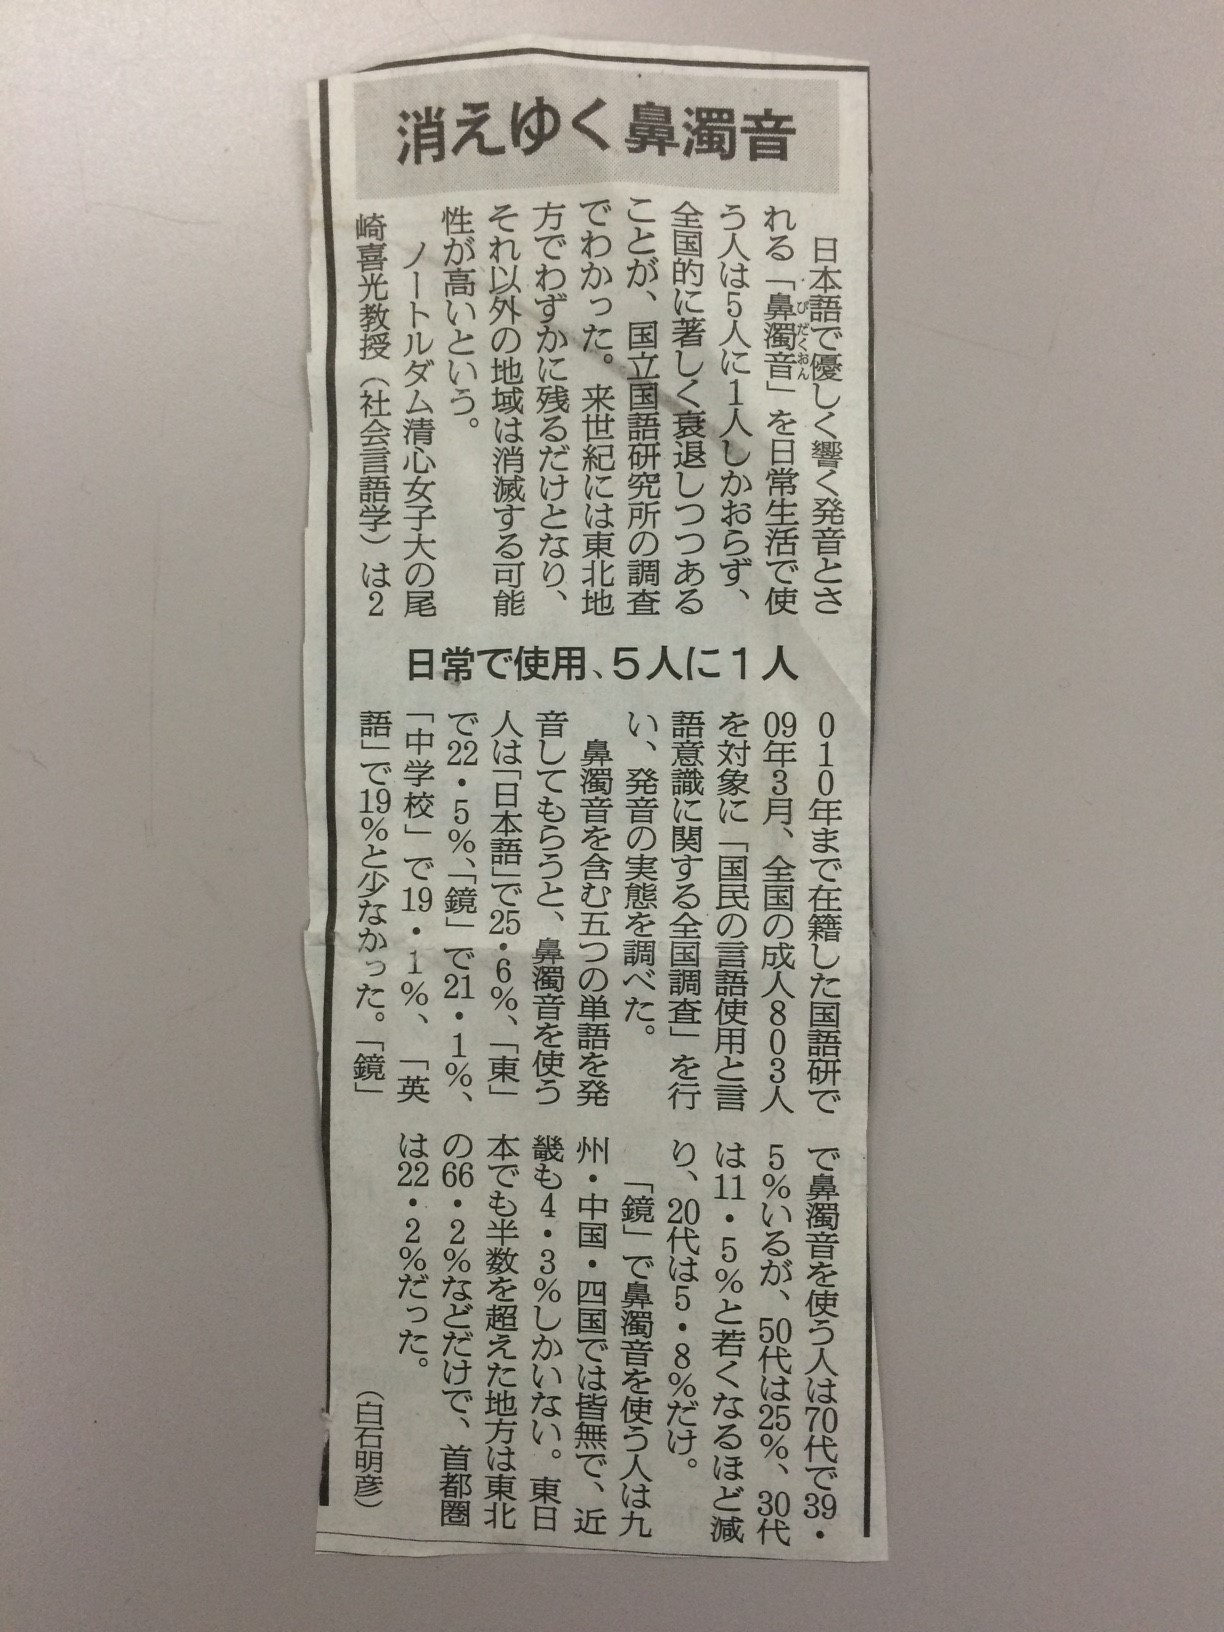 消えゆく鼻濁音
日本語で優しく響く発音とさ
れる「鼻濁音」を日常生活で使
びだくおん
う人は5人に1人しかおらず、
全国的に著しく衰退しつつある
ことが、国立国語研究所の調査
でわかった。来世紀には東北地
方でわずかに残るだけとなり、
それ以外の地域は消滅する可能
性が高いという。
ノートルダム清心女子大の尾
崎喜光教授（社会言語学）は2
日常で使用、5人に1人
010年まで在籍した国語研で
09年3月、全国の成人803人
を対象に「国民の言語使用と言
語意識に関する全国調査」を行
い、発音の実態を調べた。
鼻濁音を含む五つの単語を発
音してもらうと、鼻濁音を使う
人は「日本語」で25・6％、「東」
で22・5％、「鏡」で21・1％、
「中学校」で19・1％、「英
語」で19％と少なかった。「鏡」
で鼻濁音を使う人は70代で39・
5％いるが、50代は25％、30代
は11・5％と若くなるほど減
り、20代は5・8％だけ。
「鏡」で鼻濁音を使う人は九
州・中国・四国では皆無で、近
畿も4・3％しかいない。東日
本でも半数を超えた地方は東北
の66・2％などだけで、首都圏
は22・2％だった。
（白石明彦）